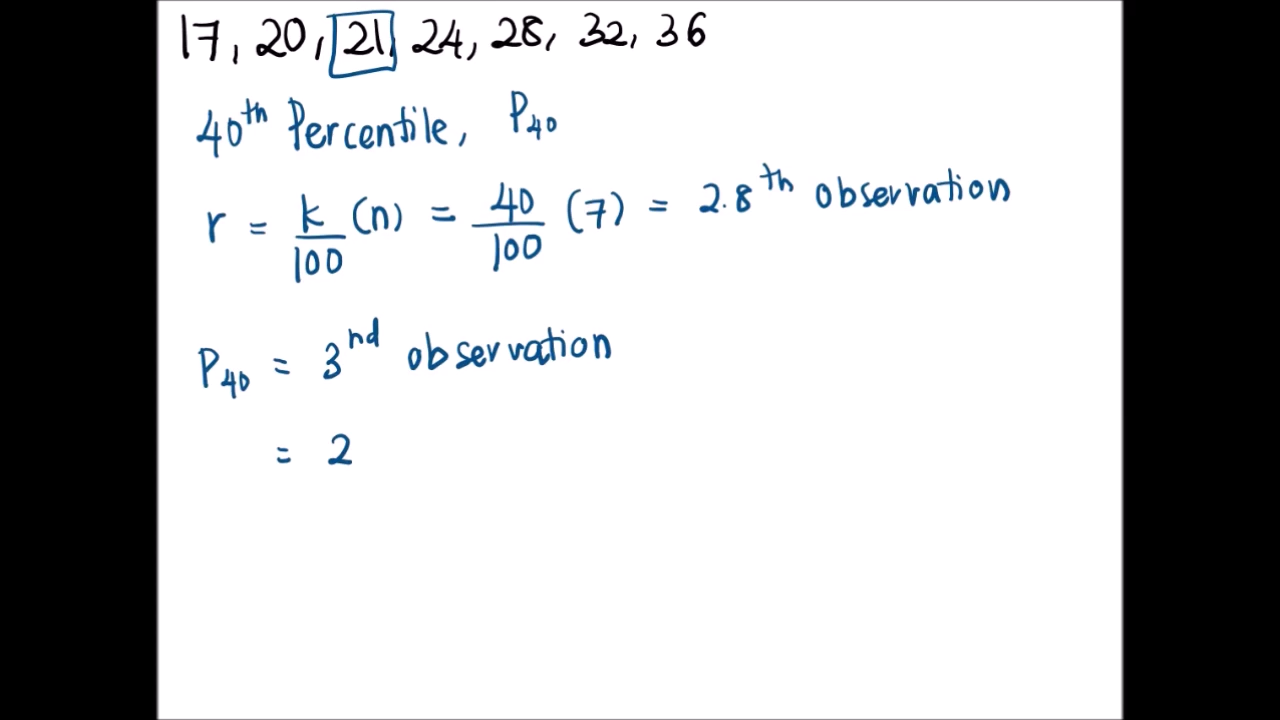 17, 20, 21, 24, 28, 32, 36
40th Percentile, P40
r = k/100 (n) = 40/100 (7) = 2.8th observation
P40 = 3nd observation
= 2